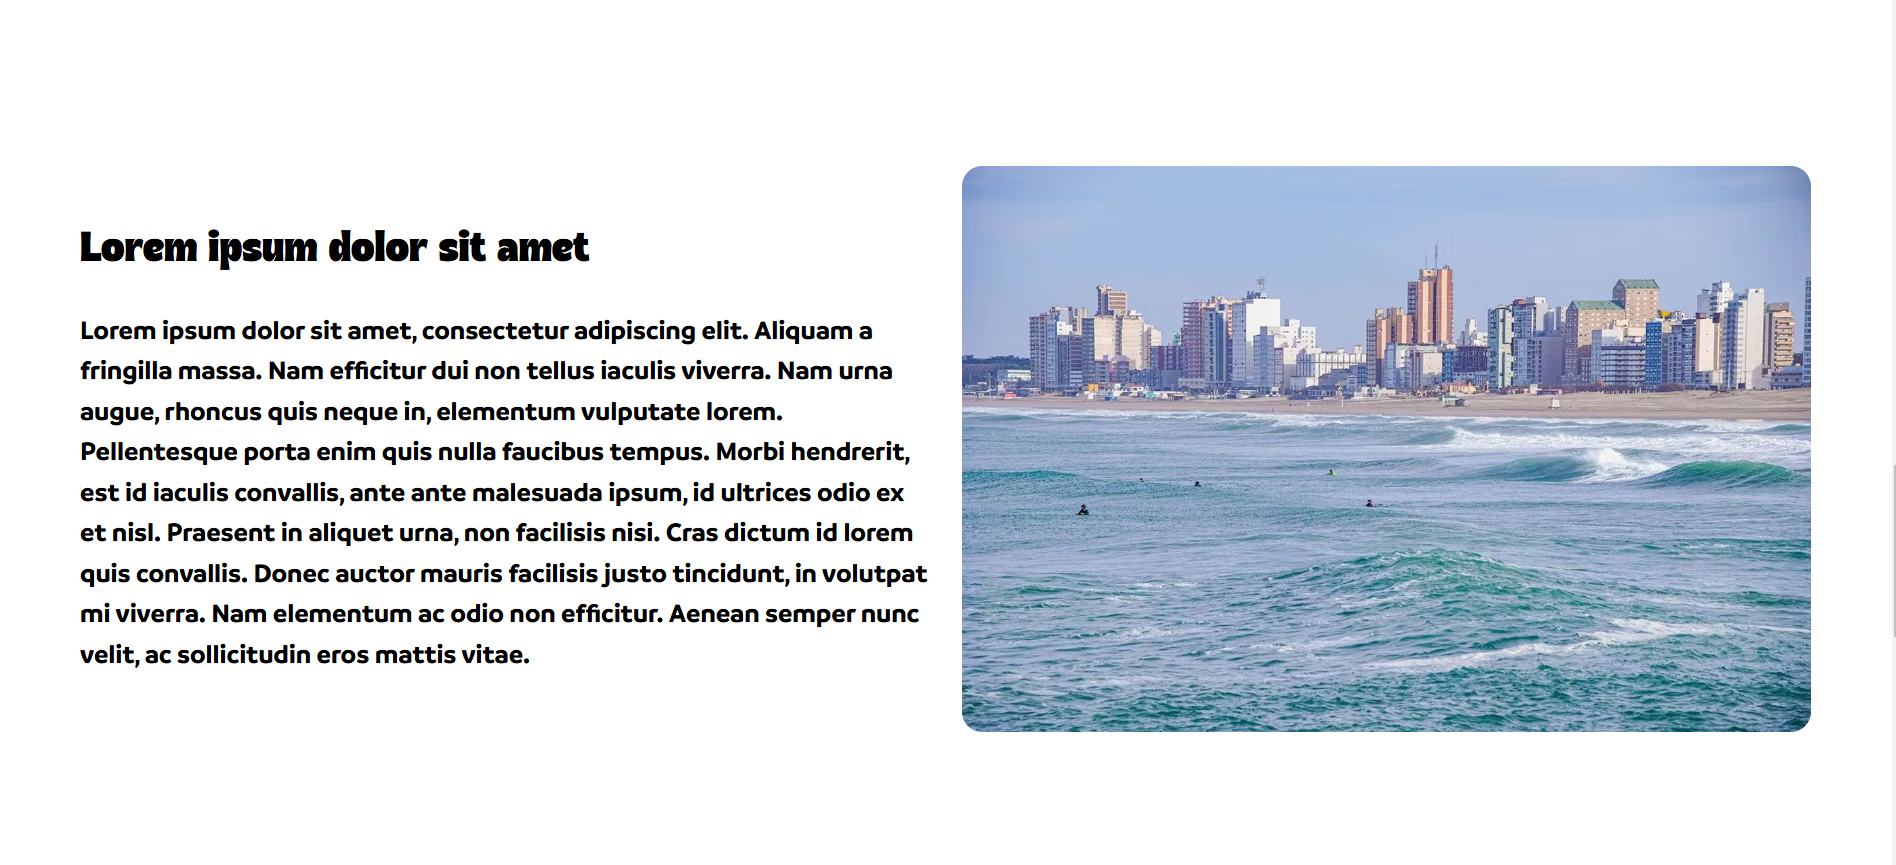 Lorem ipsum dolor sit amet
Lorem ipsum dolor sit amet, consectetur adipiscing elit. Aliquam a
fringilla massa. Nam efficitur dui non tellus iaculis viverra. Nam urna
augue, rhoncus quis neque in, elementum vulputate lorem.
Pellentesque porta enim quis nulla faucibus tempus. Morbi hendrerit,
est id iaculis convallis, ante ante malesuada ipsum, id ultrices odio ex
et nisl. Praesent in aliquet urna, non facilisis nisi. Cras dictum id lorem
quis convallis. Donec auctor mauris facilisis justo tincidunt, in volutpat
mi viverra. Nam elementum ac odio non efficitur. Aenean semper nunc
velit, ac sollicitudin eros mattis vitae.